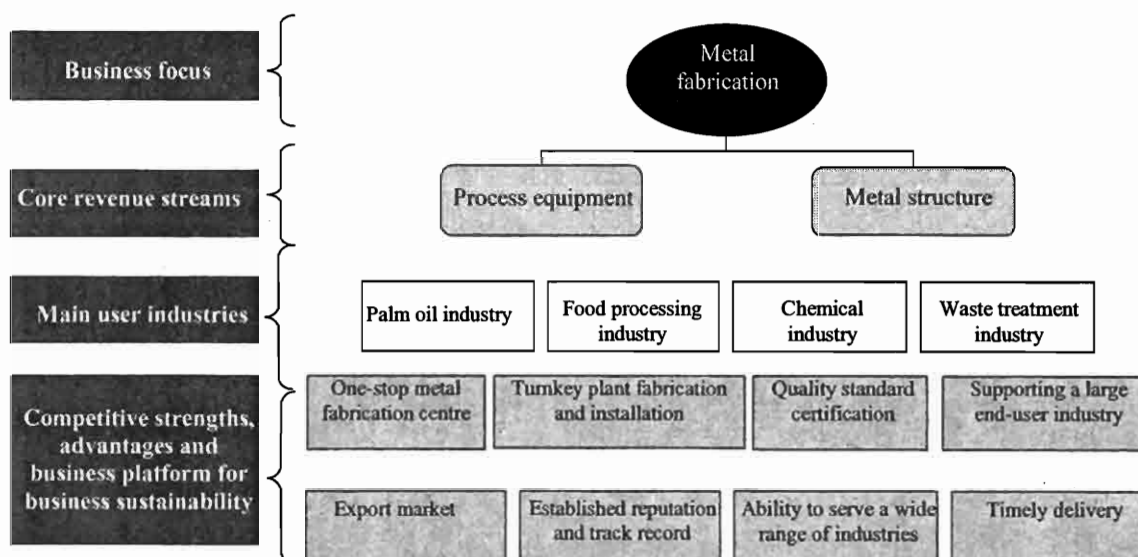 Business focus
Metal
fabrication
Core revenue streams
Process equipment
Metal structure
Main user industries
Palm oil industry
Food processing
industry
Chemical
industry
Waste treatment
industry
Competitive strengths,
advantages and
business platform for
business sustainability
One-stop metal
fabrication centre
Turnkey plant fabrication
and installation
Quality standard
certification
Supporting a large
end-user industry
Export market
Established reputation
and track record
Ability to serve a wide
range of industries
Timely delivery